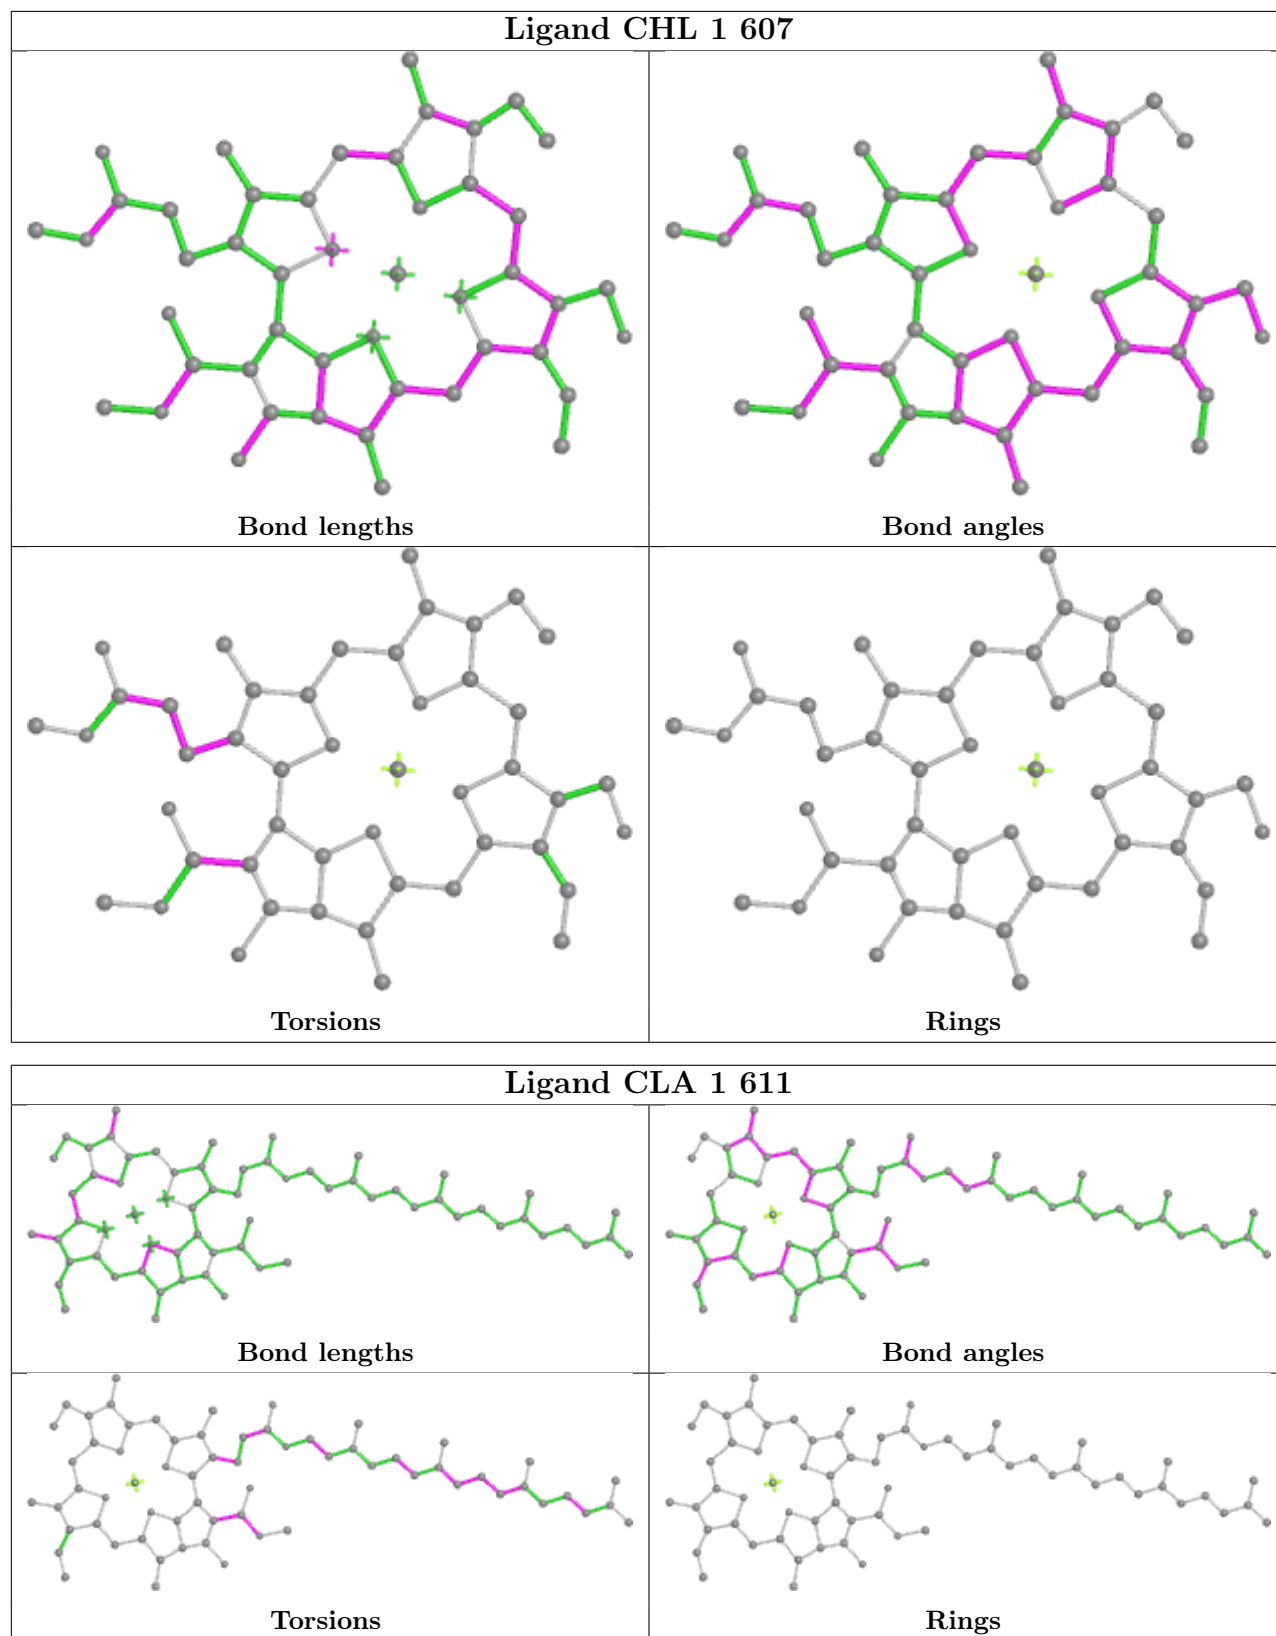 Ligand CHL 1 607
Bond lengths
Bond angles
Torsions
Rings
Ligand CLA 1 611
Bond lengths
Bond angles
Torsions
Rings